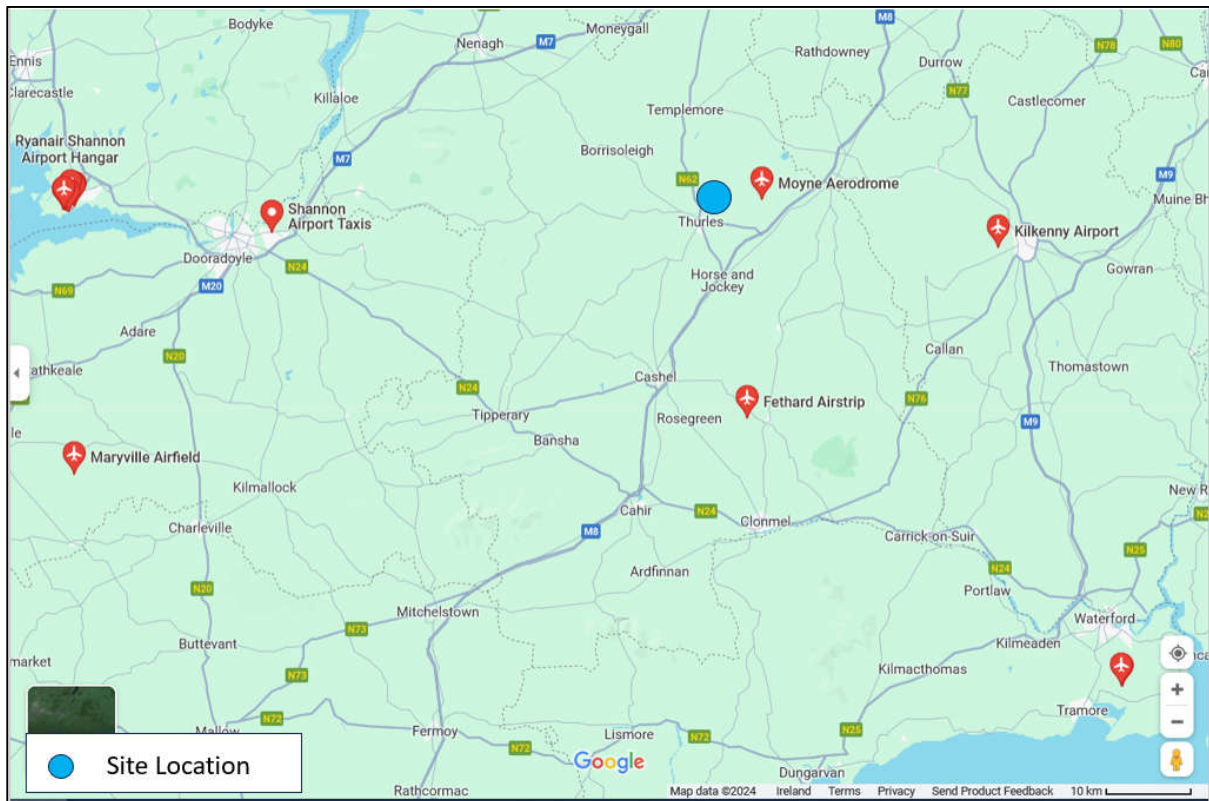 Bodyke
Moneygall
M8
N78
N80
Nenagh
M7
Rathdowney
Ennis
Durrow
Clarecastle
Killaloe
N77
Castlecomer
Templemore
Ryanair Shannon
Airport Hangar
M7
Borrisoleigh
M9
N62
Moyne Aerodrome
Muine Bh
Shannon
Airport Taxis
Thurles
Kilkenny Airport
Dooradoyle
N24
Horse and
Jockey
Gowran
N69
M20
Adare
N20
Callan
athkeale
Thomastown
Cashel
N24
N76
Tipperary
Rosegreen
Fethard Airstrip
M9
Bansha
Maryville Airfield
Kilmallock
New R
Cahir
N24
Clonmel
Charleville
M8
Carrick-on-Suir
N25
Ardfinnan
N24
N20
Portlaw
Mitchelstown
Waterford
N73
Buttevant
Kilmeaden
market
Kilmacthomas
N73
Tramore
Mallow
N72
Fermoy
N25
N72
Lismore
N72
Google
Dungarvan
Site Location
Rathcormac
Map data ©2024 Ireland Terms Privacy Send Product Feedback 10 km